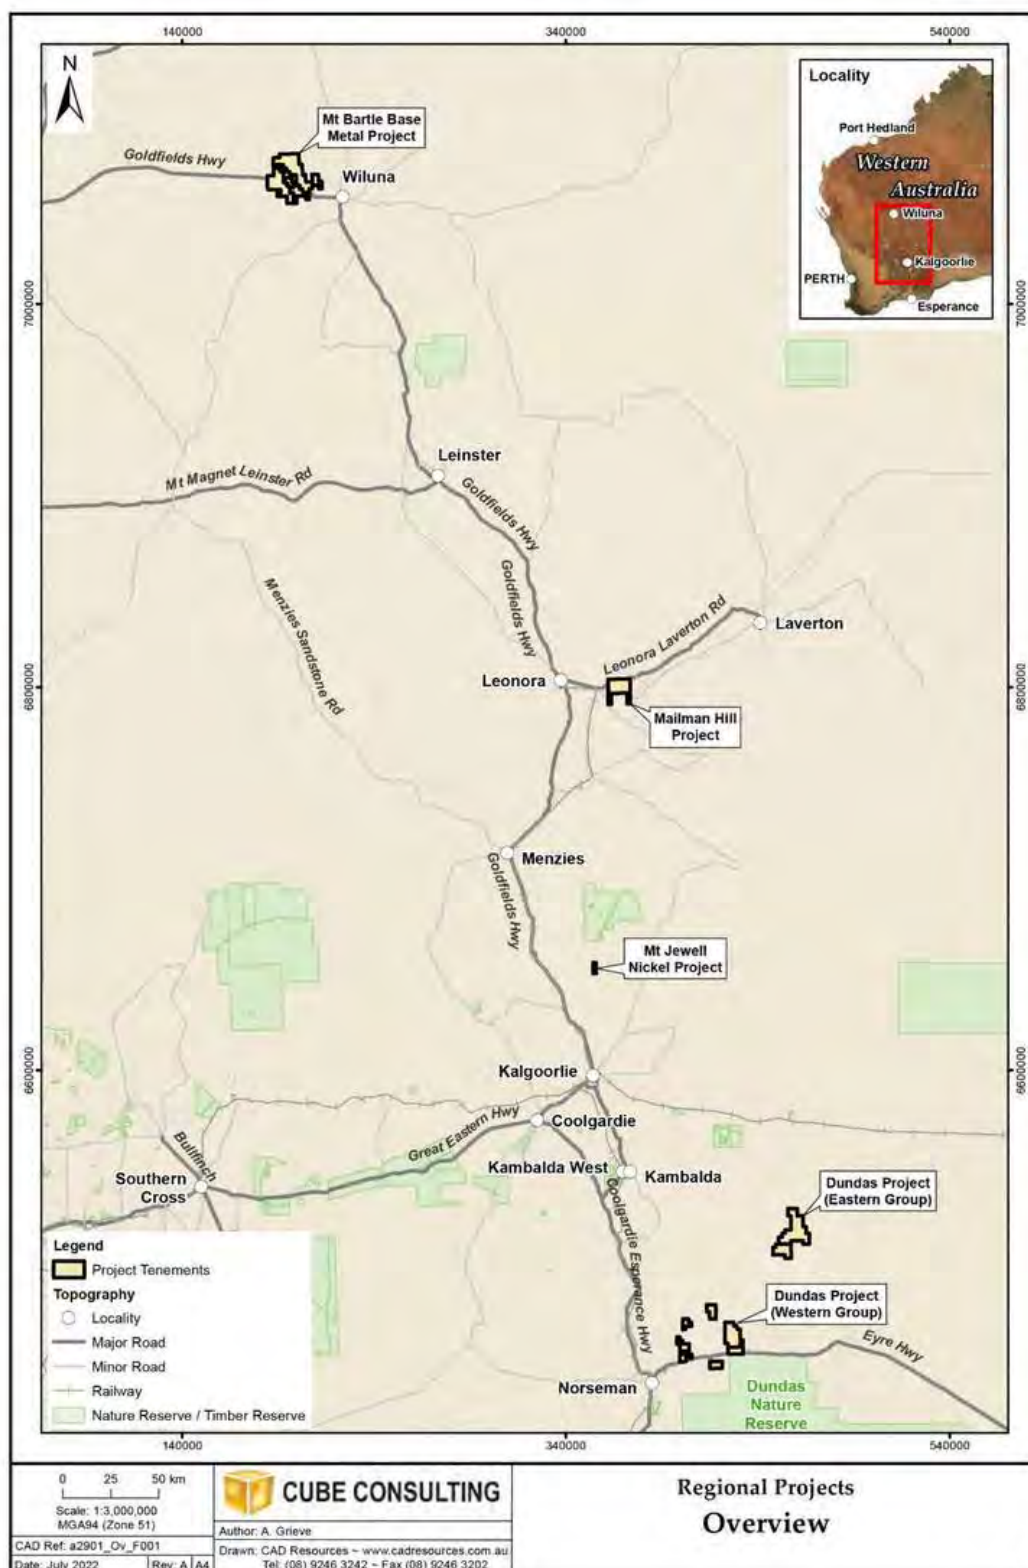 140000
340000
540000
N
Mt Bartle Base
Metal Project
Goldfields Hwy
Wiluna
Locality
Port Hedland
Western
Australia
Wiluna
Kalgoorlie
PERTH
Esperance
7000000
7000000
Leinster
Mt Magnet Leinster Rd
Goldfields Hwy
Goldfields Hwy
Menzies Sandstone Rd
Leonora Laverton Rd
Laverton
Leonora
6800000
6800000
Mailman Hill
Project
Menzies
Goldfields Hwy
Mt Jewell
Nickel Project
6600000
6600000
Kalgoorlie
Great Eastern Hwy
Coolgardie
Bullfinch
Kambalda West
Kambalda
Southern
Cross
Coolgardie Esperance Hwy
Dundas Project
(Eastern Group)
Dundas Project
(Western Group)
Eyre Hwy
Norseman
Dundas
Nature
Reserve
Legend
Project Tenements
Topography
Locality
Major Road
Minor Road
Railway
Nature Reserve / Timber Reserve
140000
340000
540000
0 25 50 km
Scale: 1:3,000,000
MGA94 (Zone 51)
CAD Ref: a2901_Ov_F001
Date: July 2022
Rev: A
A4
CUBE CONSULTING
Author: A. Grieve
Drawn: CAD Resources ~ www.cadresources.com.au
Tel: (08) 9246 3242 ~ Fax (08) 9246 3202
Regional Projects
Overview